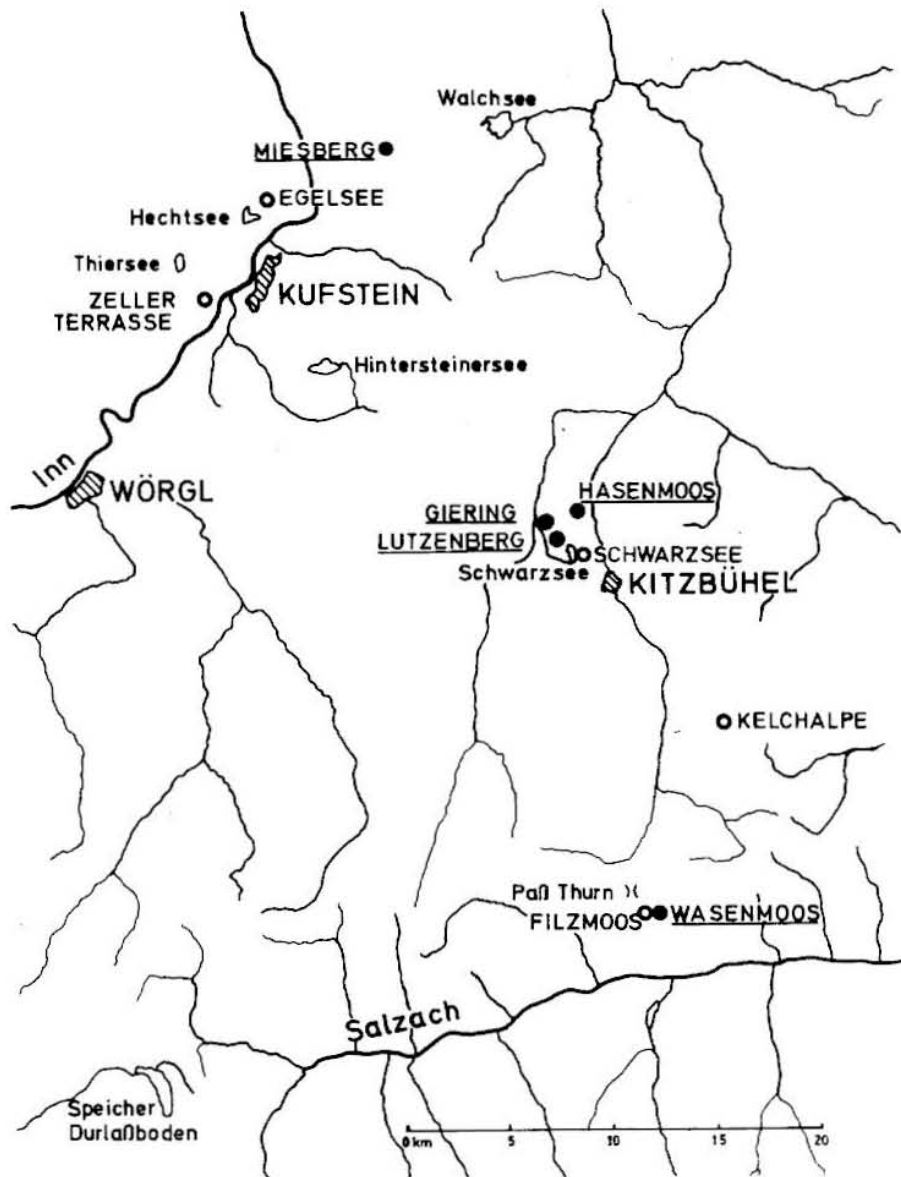 Walchsee
MIESBERG
EGELSEE
Hechtsee
Thiersee
ZELLER
TERRASSE
KUFSTEIN
Hintersteinersee
Inn
WÖRGL
HASENMOOS
GIERING
LUTZENBERG
SCHWARZSEE
Schwarzsee
KITZBÜHEL
KELCHALPE
Paß Thurn
FILZMOOS
WASENMOOS
Salzach
Speicher
Durlaßboden
0 km 5 10 15 20